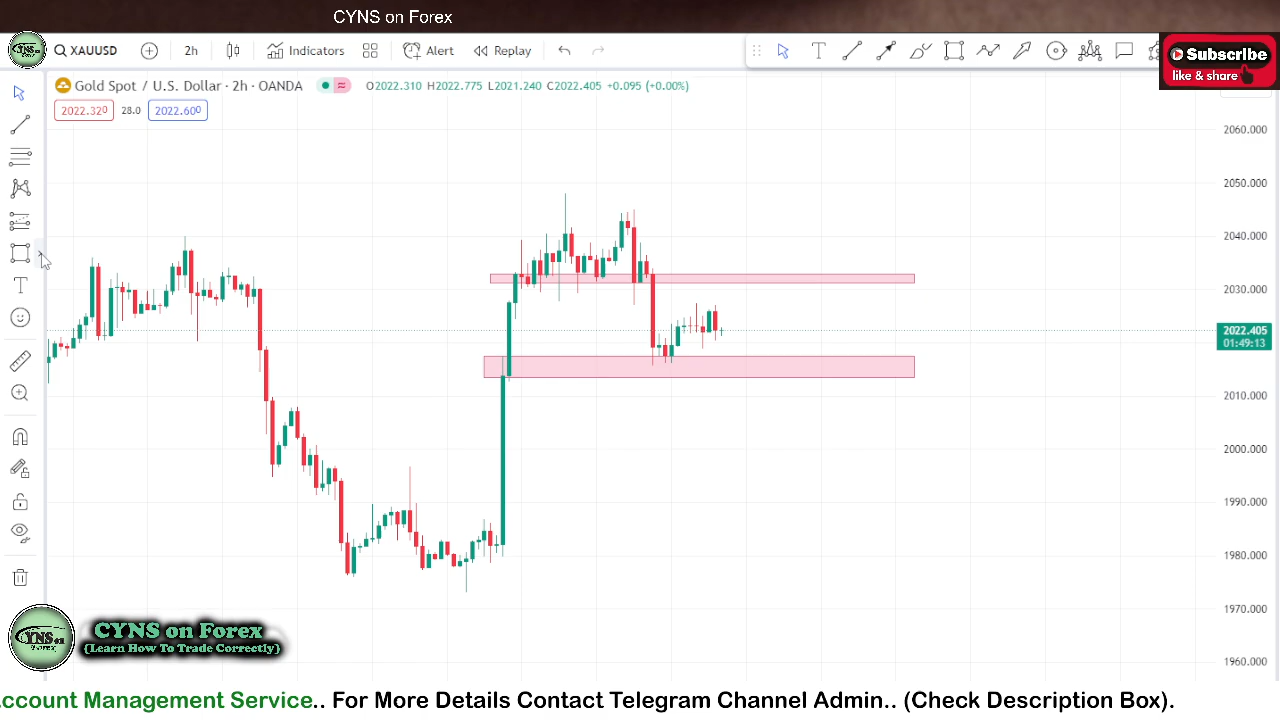 CYNS on Forex
XAUUSD 2h Indicators Alert Replay
Subscribe
like & share
Gold Spot / U.S. Dollar · 2h · OANDA O2022.310 H2022.775 L2021.240 C2022.405 +0.095 (+0.00%)
2022.320 28.0 2022.600
2060.000
2050.000
2040.000
2030.000
2022.405
01:49:13
2010.000
2000.000
1990.000
1980.000
1970.000
1960.000
CYNS on Forex
{Learn How To Trade Correctly}
ccount Management Service.. For More Details Contact Telegram Channel Admin.. (Check Description Box).